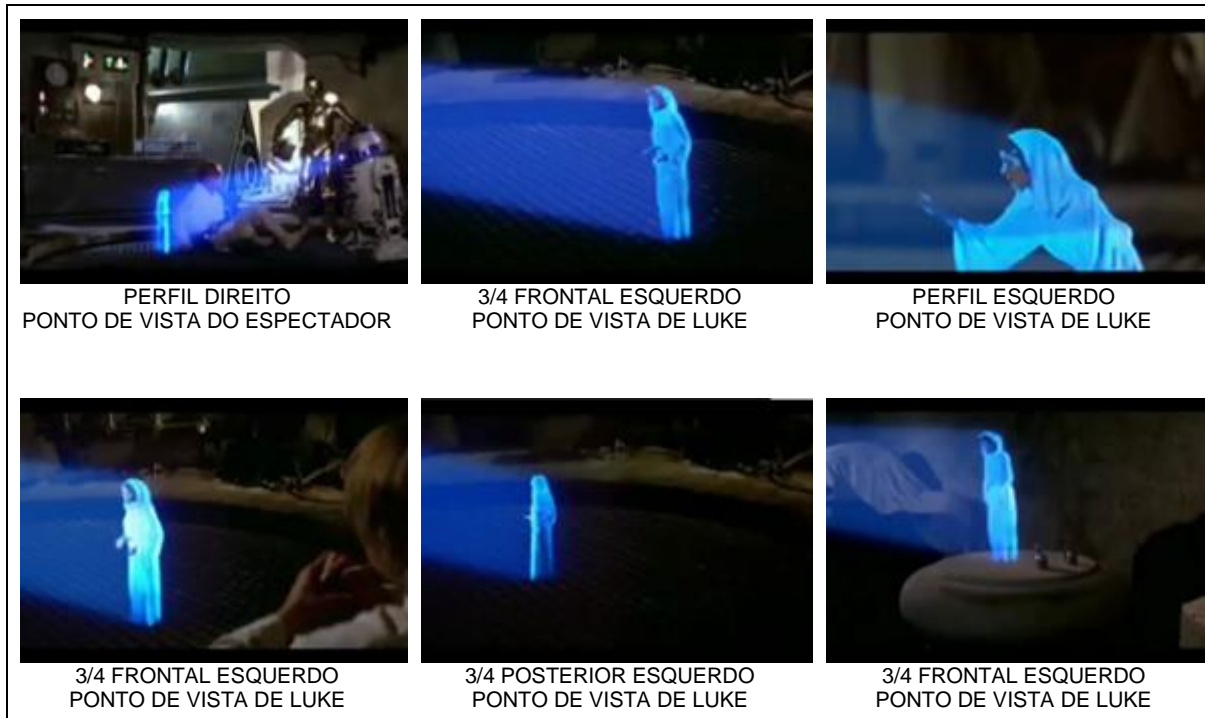 PERFIL DIREITO
PONTO DE VISTA DO ESPECTADOR
3/4 FRONTAL ESQUERDO
PONTO DE VISTA DE LUKE
PERFIL ESQUERDO
PONTO DE VISTA DE LUKE
3/4 FRONTAL ESQUERDO
PONTO DE VISTA DE LUKE
3/4 POSTERIOR ESQUERDO
PONTO DE VISTA DE LUKE
3/4 FRONTAL ESQUERDO
PONTO DE VISTA DE LUKE